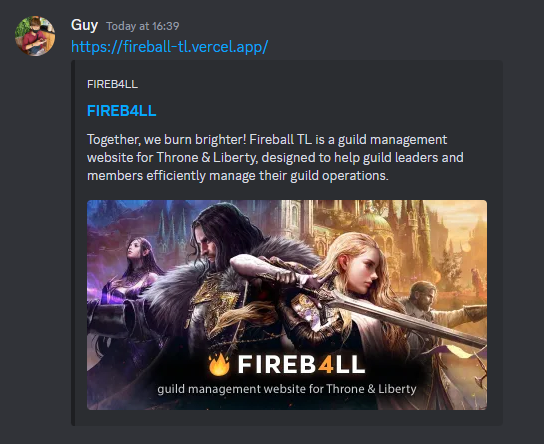 Guy Today at 16:39
https://fireball-tl.vercel.app/
FIREB4LL
FIREB4LL
Together, we burn brighter! Fireball TL is a guild management
website for Throne & Liberty, designed to help guild leaders and
members efficiently manage their guild operations.
FIREB4LL
guild management website for Throne & Liberty